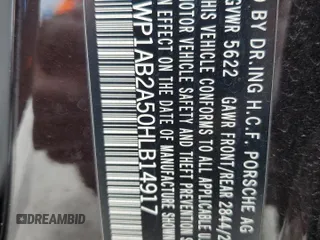 D BY DR.ING H.C.F. PORSCHE AG
GVWR 5622 GAWR FRONT/REAR 2844/2
THIS VEHICLE CONFORMS TO ALL APPLICABLE
MOTOR VEHICLE SAFETY AND THEFT
IN EFFECT ON THE DATE OF MANUFACTURE SHOWN
WP1AB2A50HLB14917
DREAMBID